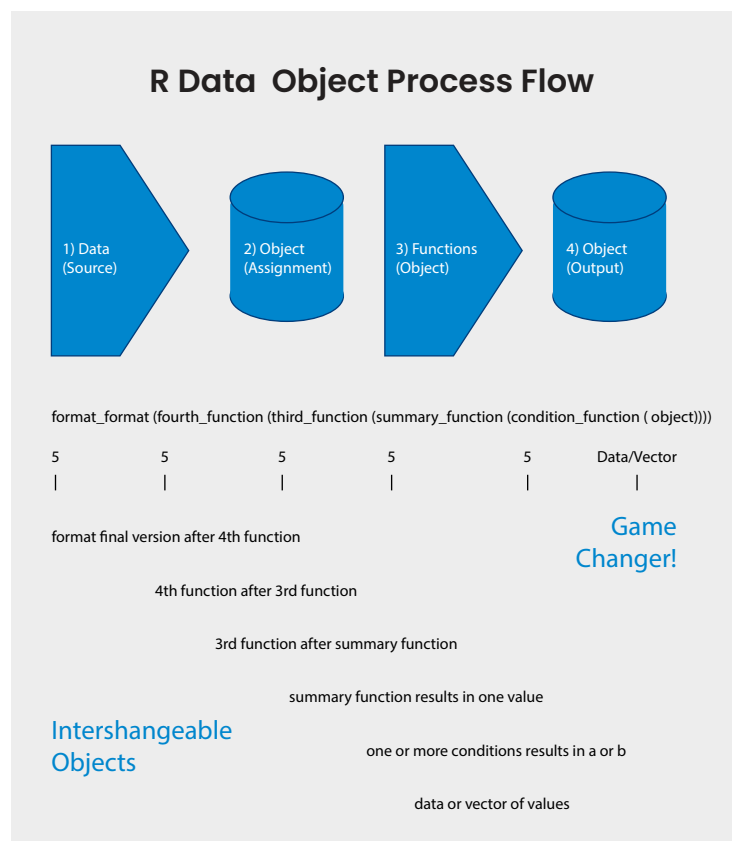 R Data Object Process Flow
1) Data
(Source)
2) Object
(Assignment)
3) Functions
(Object)
4) Object
(Output)
format_format (fourth_function (third_function (summary_function (condition_function ( object))))
5 5 5 5 5 Data/Vector
| | | | | |
Game
Changer!
format final version after 4th function
4th function after 3rd function
3rd function after summary function
summary function results in one value
Intershangeable
Objects
one or more conditions results in a or b
data or vector of values